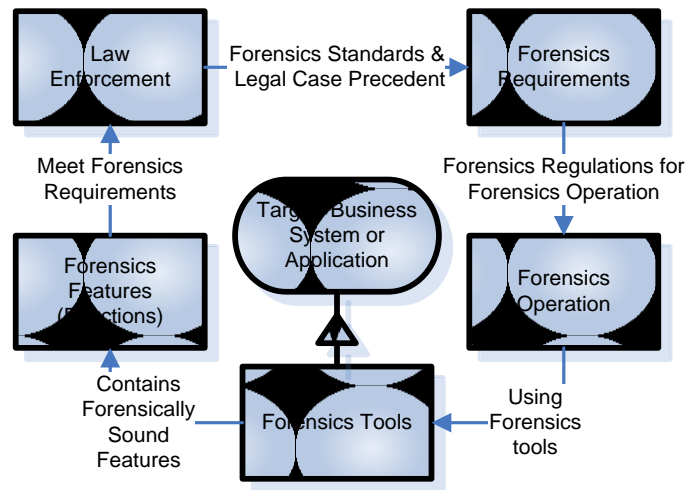 Law
Enforcement
Forensics Standards &
Legal Case Precedent
Forensics
Requirements
Meet Forensics
Requirements
Forensics Regulations for
Forensics Operation
Target Business
System or
Application
Forensics
Features
Forensics
Operation
Contains
Forensically
Sound
Features
Forensics Tools
Using
Forensics
tools